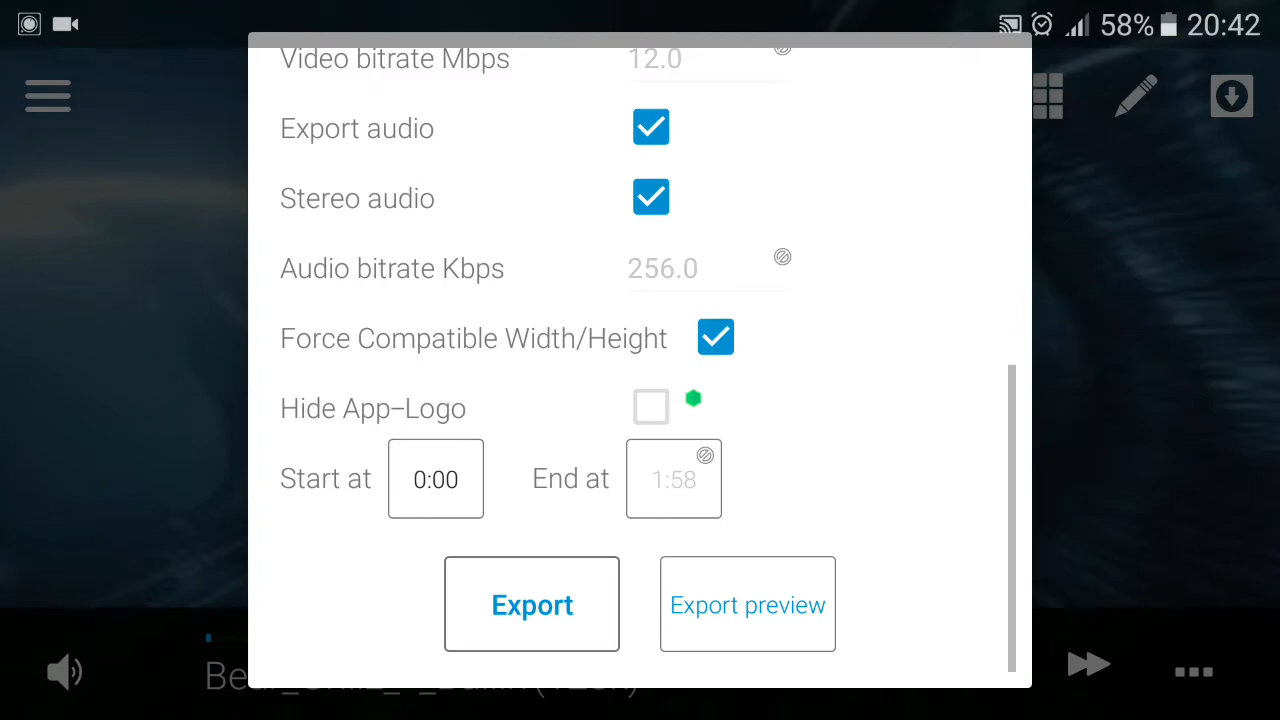 58% 20:42
Video bitrate Mbps 12.0
Export audio
Stereo audio
Audio bitrate Kbps 256.0
Force Compatible Width/Height
Hide App-Logo
Start at 0:00 End at 1:58
Export Export preview